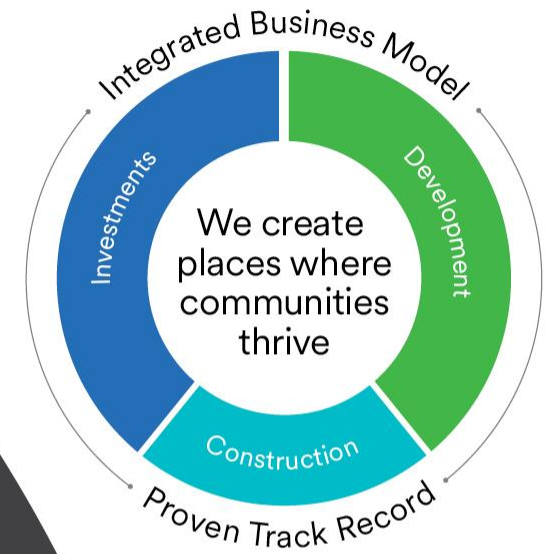 Integrated Business Model
Investments
Development
We create
places where
communities
thrive
Construction
Proven Track Record